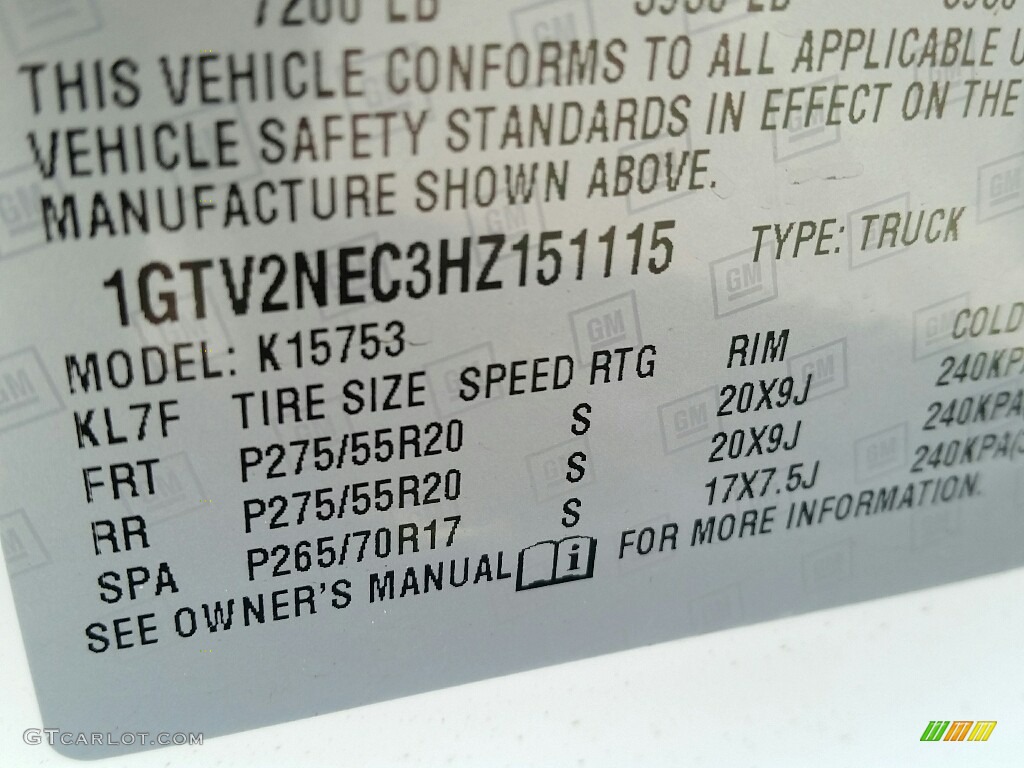 7200 LB
THIS VEHICLE CONFORMS TO ALL APPLICABLE U
VEHICLE SAFETY STANDARDS IN EFFECT ON THE
MANUFACTURE SHOWN ABOVE.
1GTV2NEC3HZ151115 TYPE: TRUCK
MODEL: K15753
KL7F TIRE SIZE SPEED RTG RIM COLD
FRT P275/55R20 S 20X9J 240KPA
RR P275/55R20 S 20X9J 240KPA
SPA P265/70R17 S 17X7.5J 240KPA(
SEE OWNER'S MANUAL i FOR MORE INFORMATION.
GTCARLOT.COM